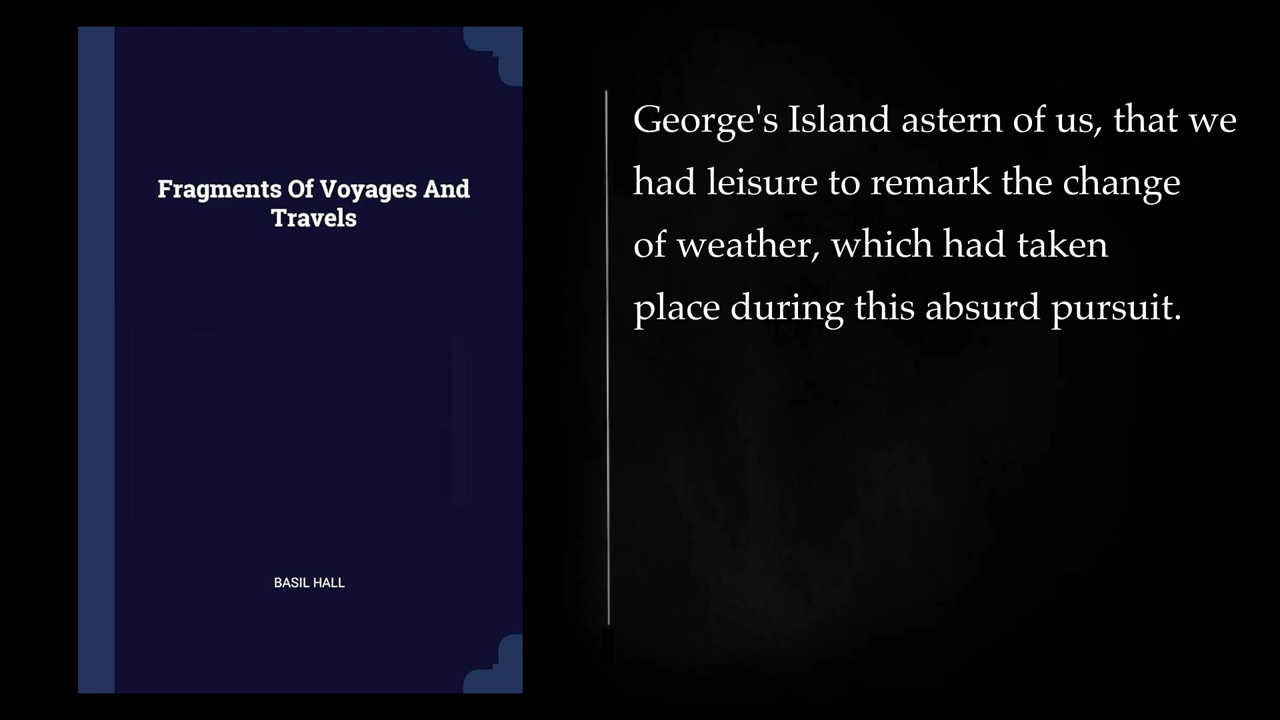 Fragments Of Voyages And
Travels
BASIL HALL
George's Island astern of us, that we
had leisure to remark the change
of weather, which had taken
place during this absurd pursuit.